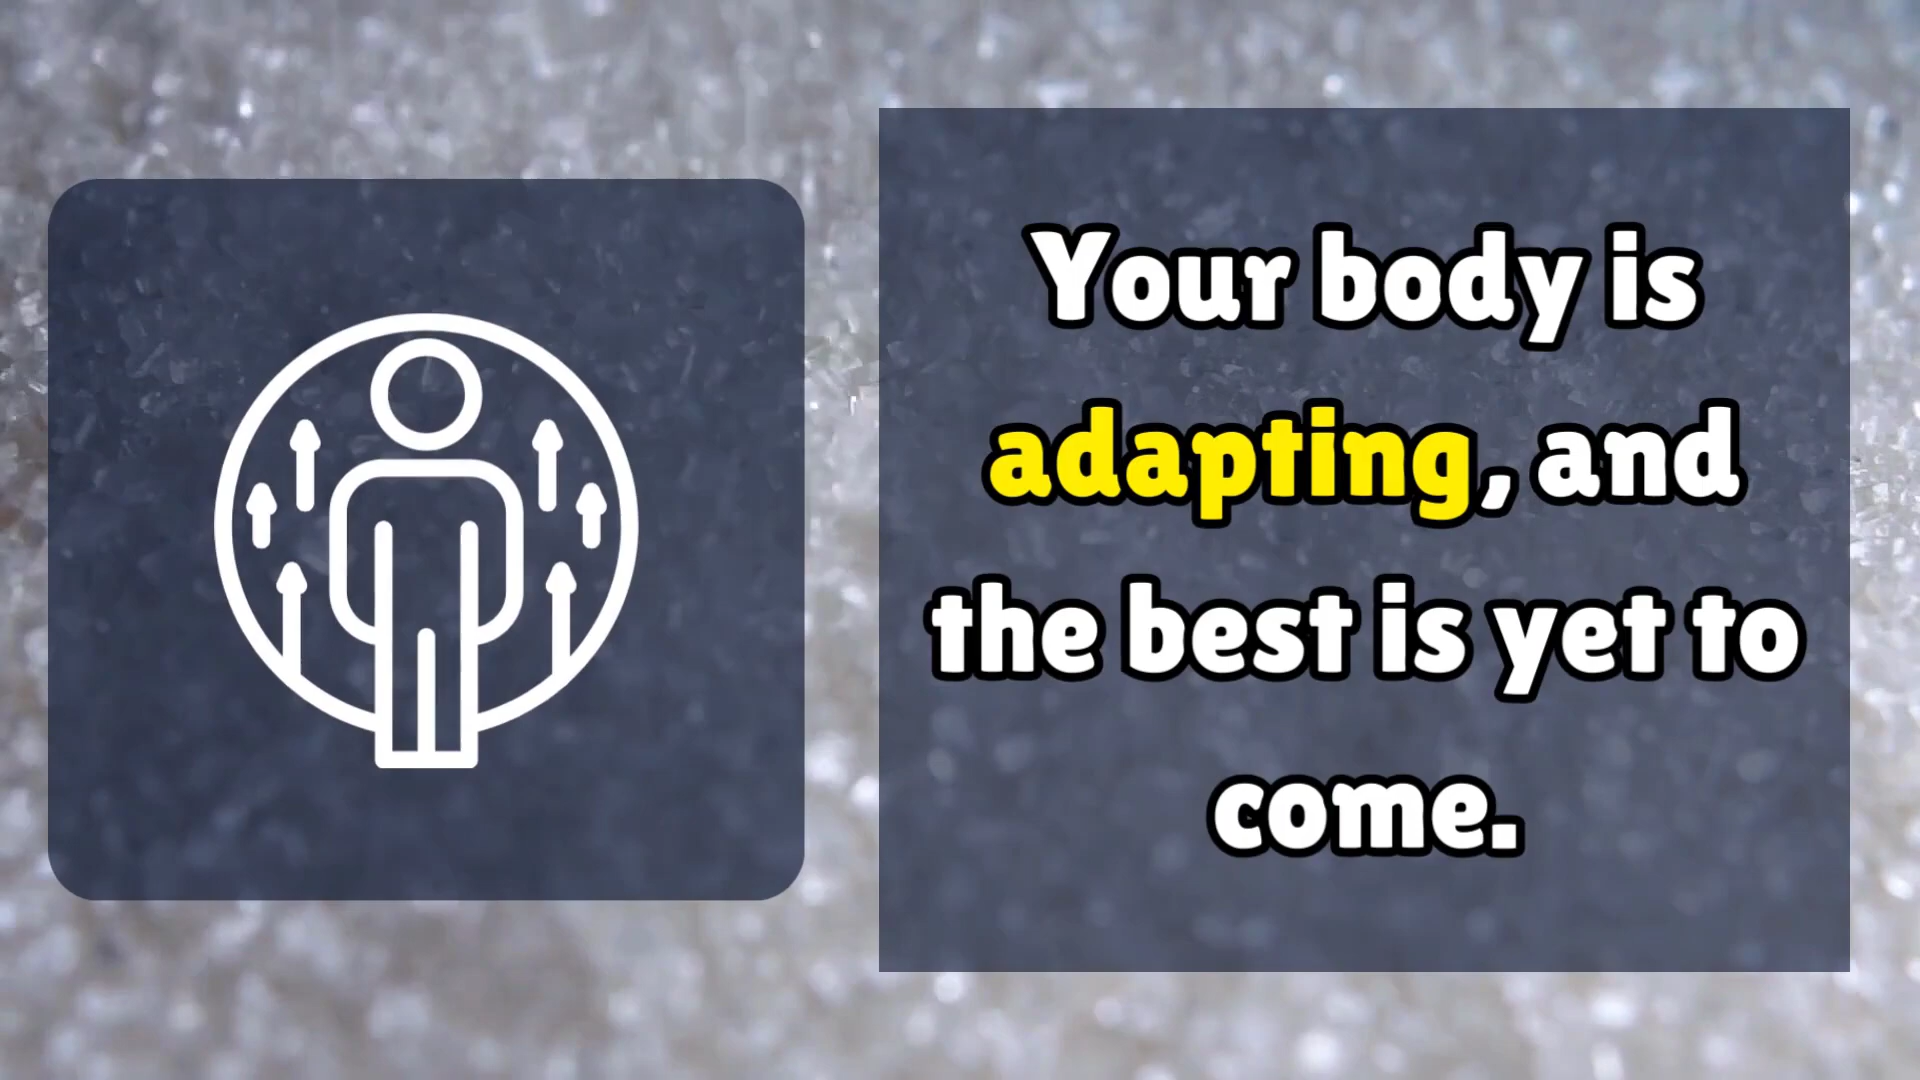 Your body is
adapting, and
the best is yet to
come.